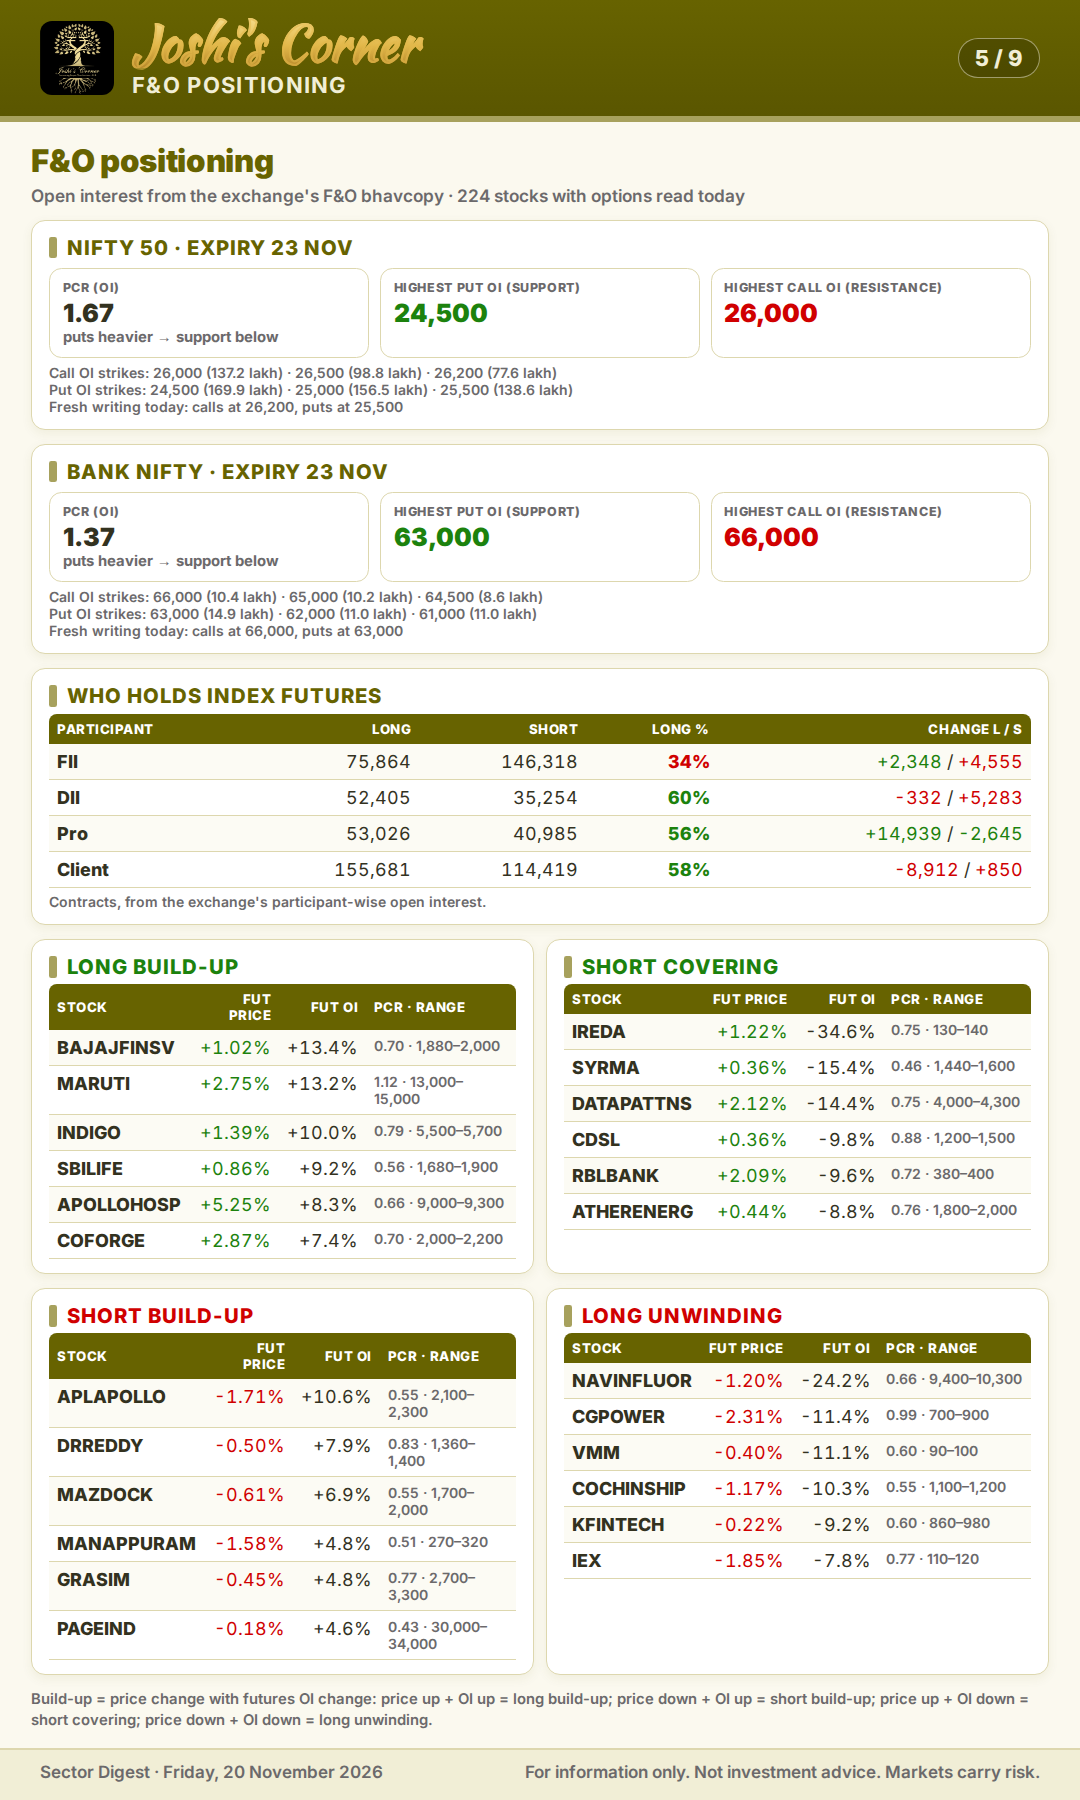 Joshi's Corner
Joshi's Corner
F&O POSITIONING
5 / 9
F&O positioning
Open interest from the exchange's F&O bhavcopy · 224 stocks with options read today
NIFTY 50 · EXPIRY 23 NOV
PCR (OI)
1.67
puts heavier → support below
HIGHEST PUT OI (SUPPORT)
24,500
HIGHEST CALL OI (RESISTANCE)
26,000
Call OI strikes: 26,000 (137.2 lakh) · 26,500 (98.8 lakh) · 26,200 (77.6 lakh)
Put OI strikes: 24,500 (169.9 lakh) · 25,000 (156.5 lakh) · 25,500 (138.6 lakh)
Fresh writing today: calls at 26,200, puts at 25,500
BANK NIFTY · EXPIRY 23 NOV
PCR (OI)
1.37
puts heavier → support below
HIGHEST PUT OI (SUPPORT)
63,000
HIGHEST CALL OI (RESISTANCE)
66,000
Call OI strikes: 66,000 (10.4 lakh) · 65,000 (10.2 lakh) · 64,500 (8.6 lakh)
Put OI strikes: 63,000 (14.9 lakh) · 62,000 (11.0 lakh) · 61,000 (11.0 lakh)
Fresh writing today: calls at 66,000, puts at 63,000
WHO HOLDS INDEX FUTURES
PARTICIPANT LONG SHORT LONG % CHANGE L / S
FII 75,864 146,318 34% +2,348 / +4,555
DII 52,405 35,254 60% -332 / +5,283
Pro 53,026 40,985 56% +14,939 / -2,645
Client 155,681 114,419 58% -8,912 / +850
Contracts, from the exchange's participant-wise open interest.
LONG BUILD-UP
STOCK FUT PRICE FUT OI PCR · RANGE
BAJAJFINSV +1.02% +13.4% 0.70 · 1,880–2,000
MARUTI +2.75% +13.2% 1.12 · 13,000–
15,000
INDIGO +1.39% +10.0% 0.79 · 5,500–5,700
SBILIFE +0.86% +9.2% 0.56 · 1,680–1,900
APOLLOHOSP +5.25% +8.3% 0.66 · 9,000–9,300
COFORGE +2.87% +7.4% 0.70 · 2,000–2,200
SHORT COVERING
STOCK FUT PRICE FUT OI PCR · RANGE
IREDA +1.22% -34.6% 0.75 · 130–140
SYRMA +0.36% -15.4% 0.46 · 1,440–1,600
DATAPATTNS +2.12% -14.4% 0.75 · 4,000–4,300
CDSL +0.36% -9.8% 0.88 · 1,200–1,500
RBLBANK +2.09% -9.6% 0.72 · 380–400
ATHERENERG +0.44% -8.8% 0.76 · 1,800–2,000
SHORT BUILD-UP
STOCK FUT PRICE FUT OI PCR · RANGE
APLAPOLLO -1.71% +10.6% 0.55 · 2,100–
2,300
DRREDDY -0.50% +7.9% 0.83 · 1,360–
1,400
MAZDOCK -0.61% +6.9% 0.55 · 1,700–
2,000
MANAPPURAM -1.58% +4.8% 0.51 · 270–320
GRASIM -0.45% +4.8% 0.77 · 2,700–
3,300
PAGEIND -0.18% +4.6% 0.43 · 30,000–
34,000
LONG UNWINDING
STOCK FUT PRICE FUT OI PCR · RANGE
NAVINFLUOR -1.20% -24.2% 0.66 · 9,400–10,300
CGPOWER -2.31% -11.4% 0.99 · 700–900
VMM -0.40% -11.1% 0.60 · 90–100
COCHINSHIP -1.17% -10.3% 0.55 · 1,100–1,200
KFINTECH -0.22% -9.2% 0.60 · 860–980
IEX -1.85% -7.8% 0.77 · 110–120
Build-up = price change with futures OI change: price up + OI up = long build-up; price down + OI up = short build-up; price up + OI down =
short covering; price down + OI down = long unwinding.
Sector Digest · Friday, 20 November 2026
For information only. Not investment advice. Markets carry risk.